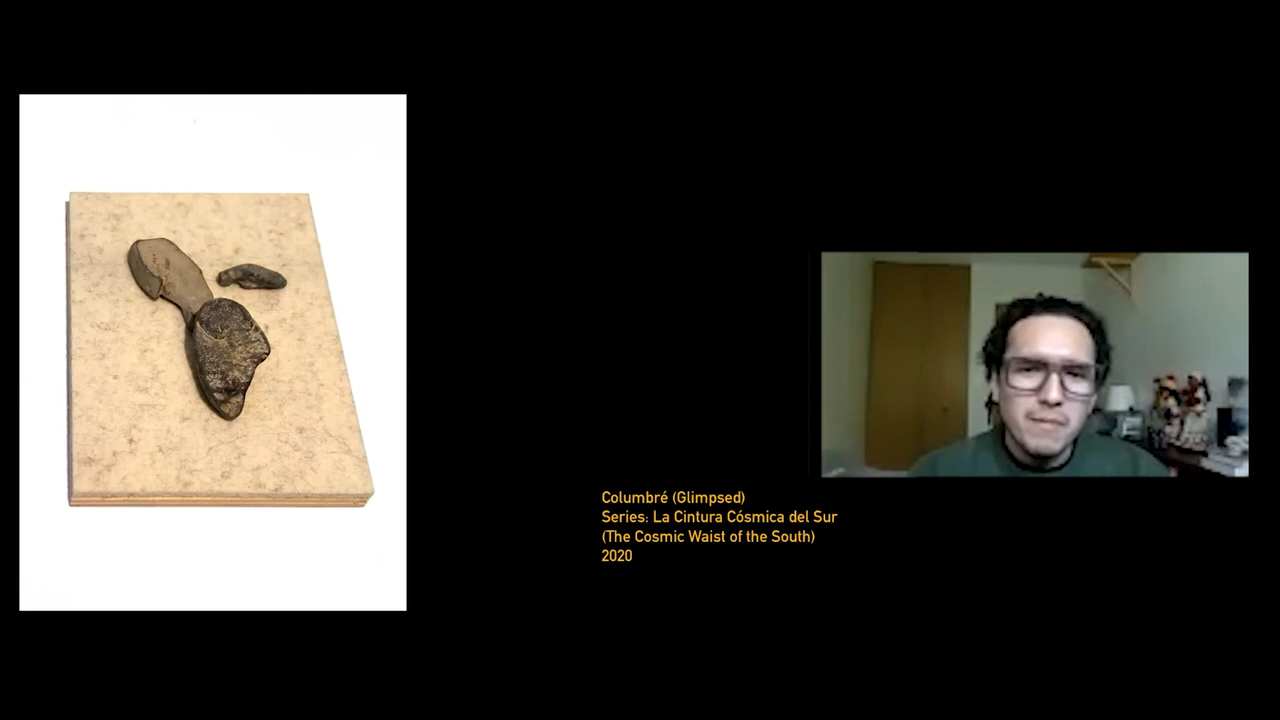 Columbré (Glimpsed)
Series: La Cintura Cósmica del Sur
(The Cosmic Waist of the South)
2020